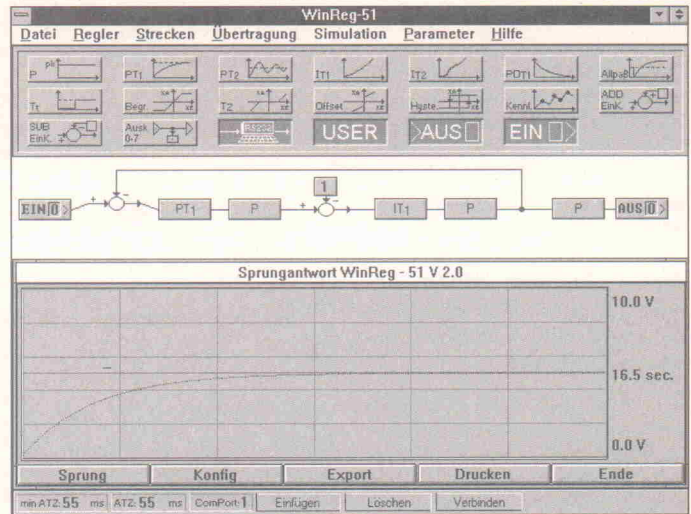 WinReg-51
Datei Regler Strecken Übertragung Simulation Parameter Hilfe
P PT1 PT2 IT1 IT2 PDT1 AllpaB
Tt Begr. T2 Offset Hyste. Kennl. ADD EinK.
SUB EinK. Ausk 0-7 RS232 USER AUS EIN
1
EIN 0 PT1 P IT1 P P AUS 0
Sprungantwort WinReg - 51 V 2.0
10.0 V
16.5 sec.
0.0 V
Sprung Konfig Export Drucken Ende
min ATZ: 55 ms ATZ: 55 ms ComPort: 1 Einfügen Löschen Verbinden